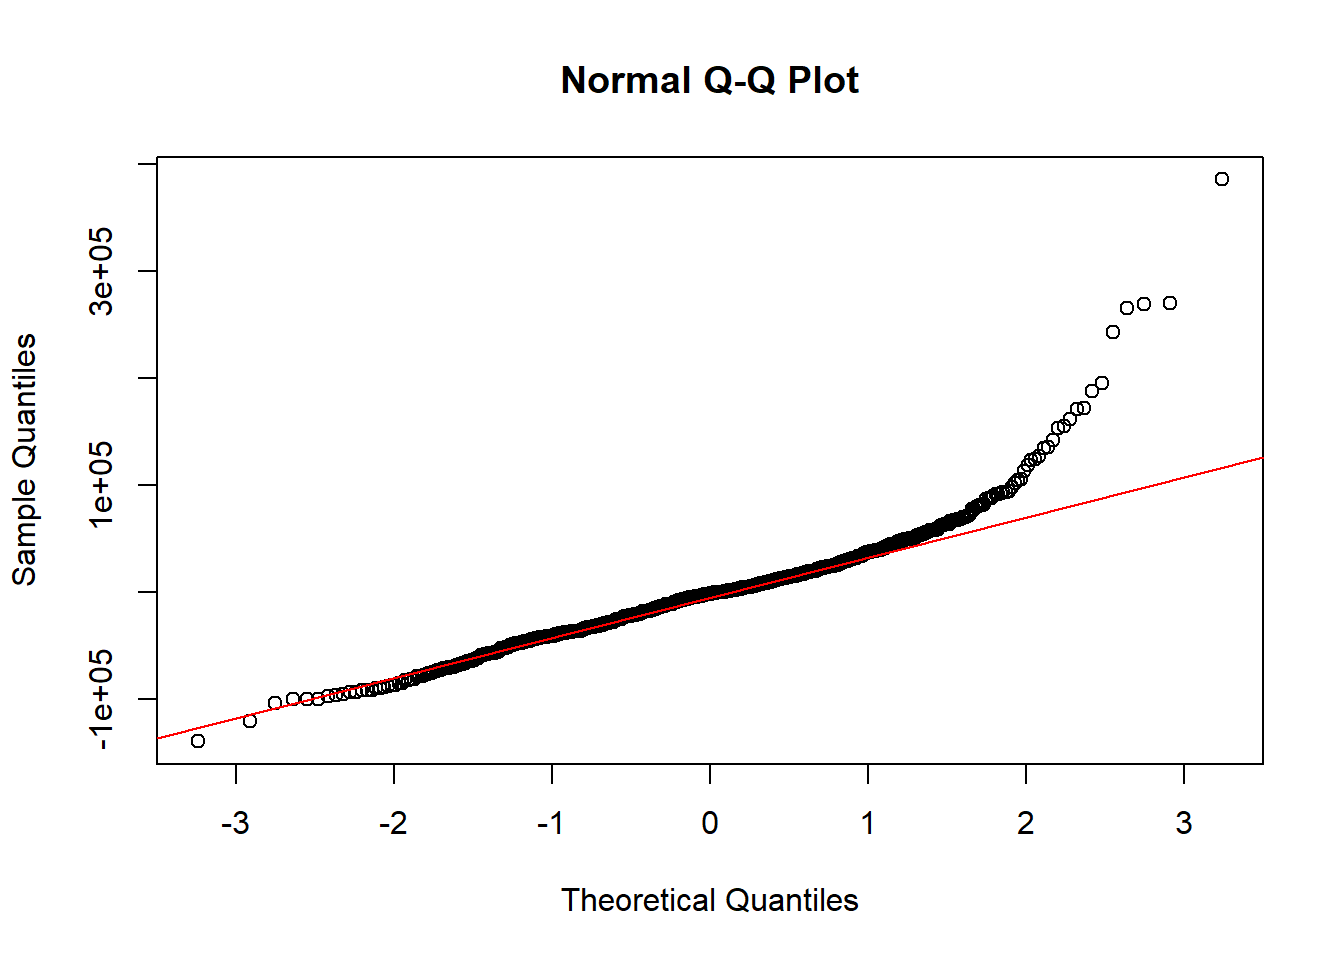 Normal Q-Q Plot
Sample Quantiles
3e+05
1e+05
-1e+05
-3 -2 -1 0 1 2 3
Theoretical Quantiles